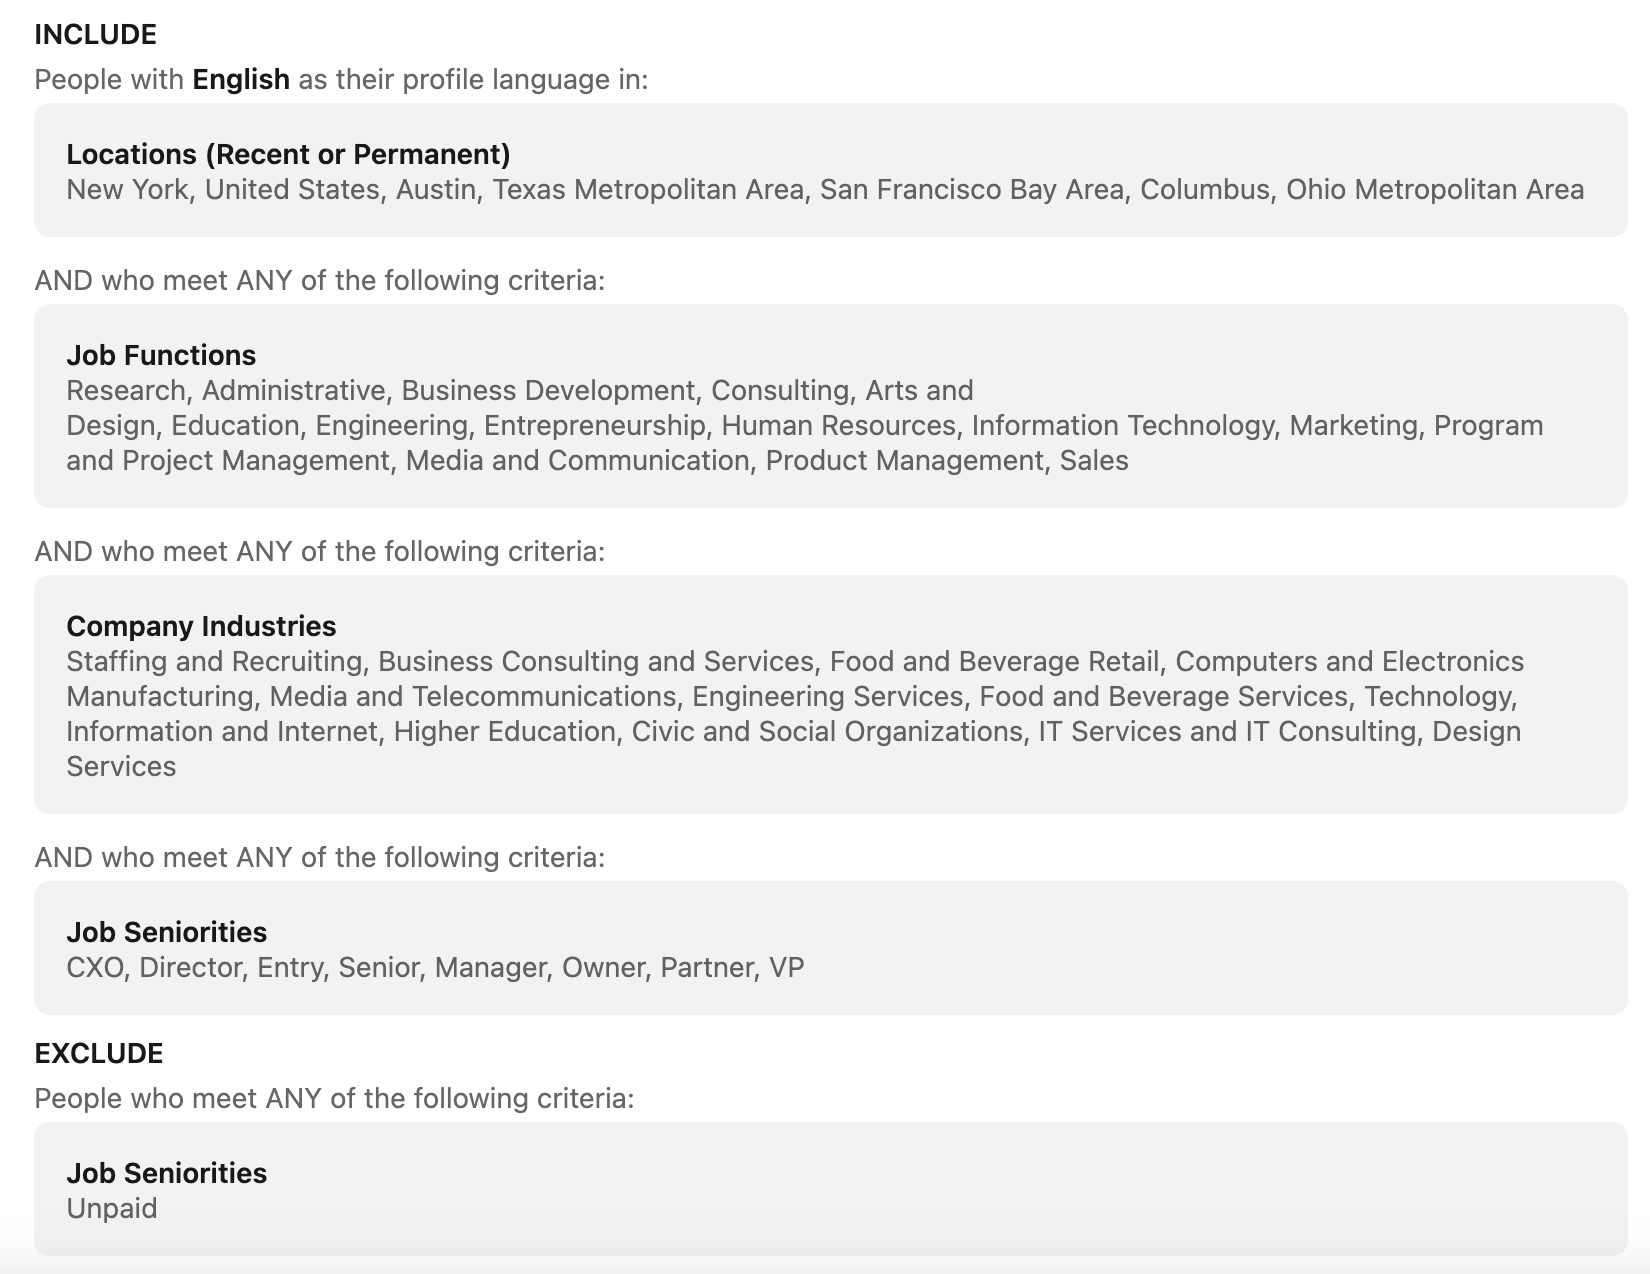 INCLUDE
People with English as their profile language in:
Locations (Recent or Permanent)
New York, United States, Austin, Texas Metropolitan Area, San Francisco Bay Area, Columbus, Ohio Metropolitan Area
AND who meet ANY of the following criteria:
Job Functions
Research, Administrative, Business Development, Consulting, Arts and
Design, Education, Engineering, Entrepreneurship, Human Resources, Information Technology, Marketing, Program
and Project Management, Media and Communication, Product Management, Sales
AND who meet ANY of the following criteria:
Company Industries
Staffing and Recruiting, Business Consulting and Services, Food and Beverage Retail, Computers and Electronics
Manufacturing, Media and Telecommunications, Engineering Services, Food and Beverage Services, Technology,
Information and Internet, Higher Education, Civic and Social Organizations, IT Services and IT Consulting, Design
Services
AND who meet ANY of the following criteria:
Job Seniorities
CXO, Director, Entry, Senior, Manager, Owner, Partner, VP
EXCLUDE
People who meet ANY of the following criteria:
Job Seniorities
Unpaid